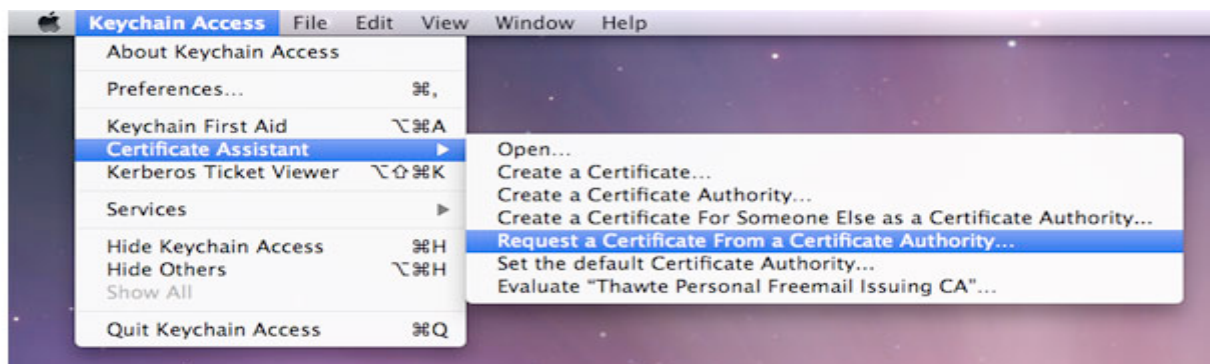 Keychain Access File Edit View Window Help
About Keychain Access
Preferences... ⌘,
Keychain First Aid ⌥⌘A
Certificate Assistant ▶
Kerberos Ticket Viewer ⌥⇧⌘K
Services ▶
Hide Keychain Access ⌘H
Hide Others ⌥⌘H
Show All
Quit Keychain Access ⌘Q
Open...
Create a Certificate...
Create a Certificate Authority...
Create a Certificate For Someone Else as a Certificate Authority...
Request a Certificate From a Certificate Authority...
Set the default Certificate Authority...
Evaluate “Thawte Personal Freemail Issuing CA”...